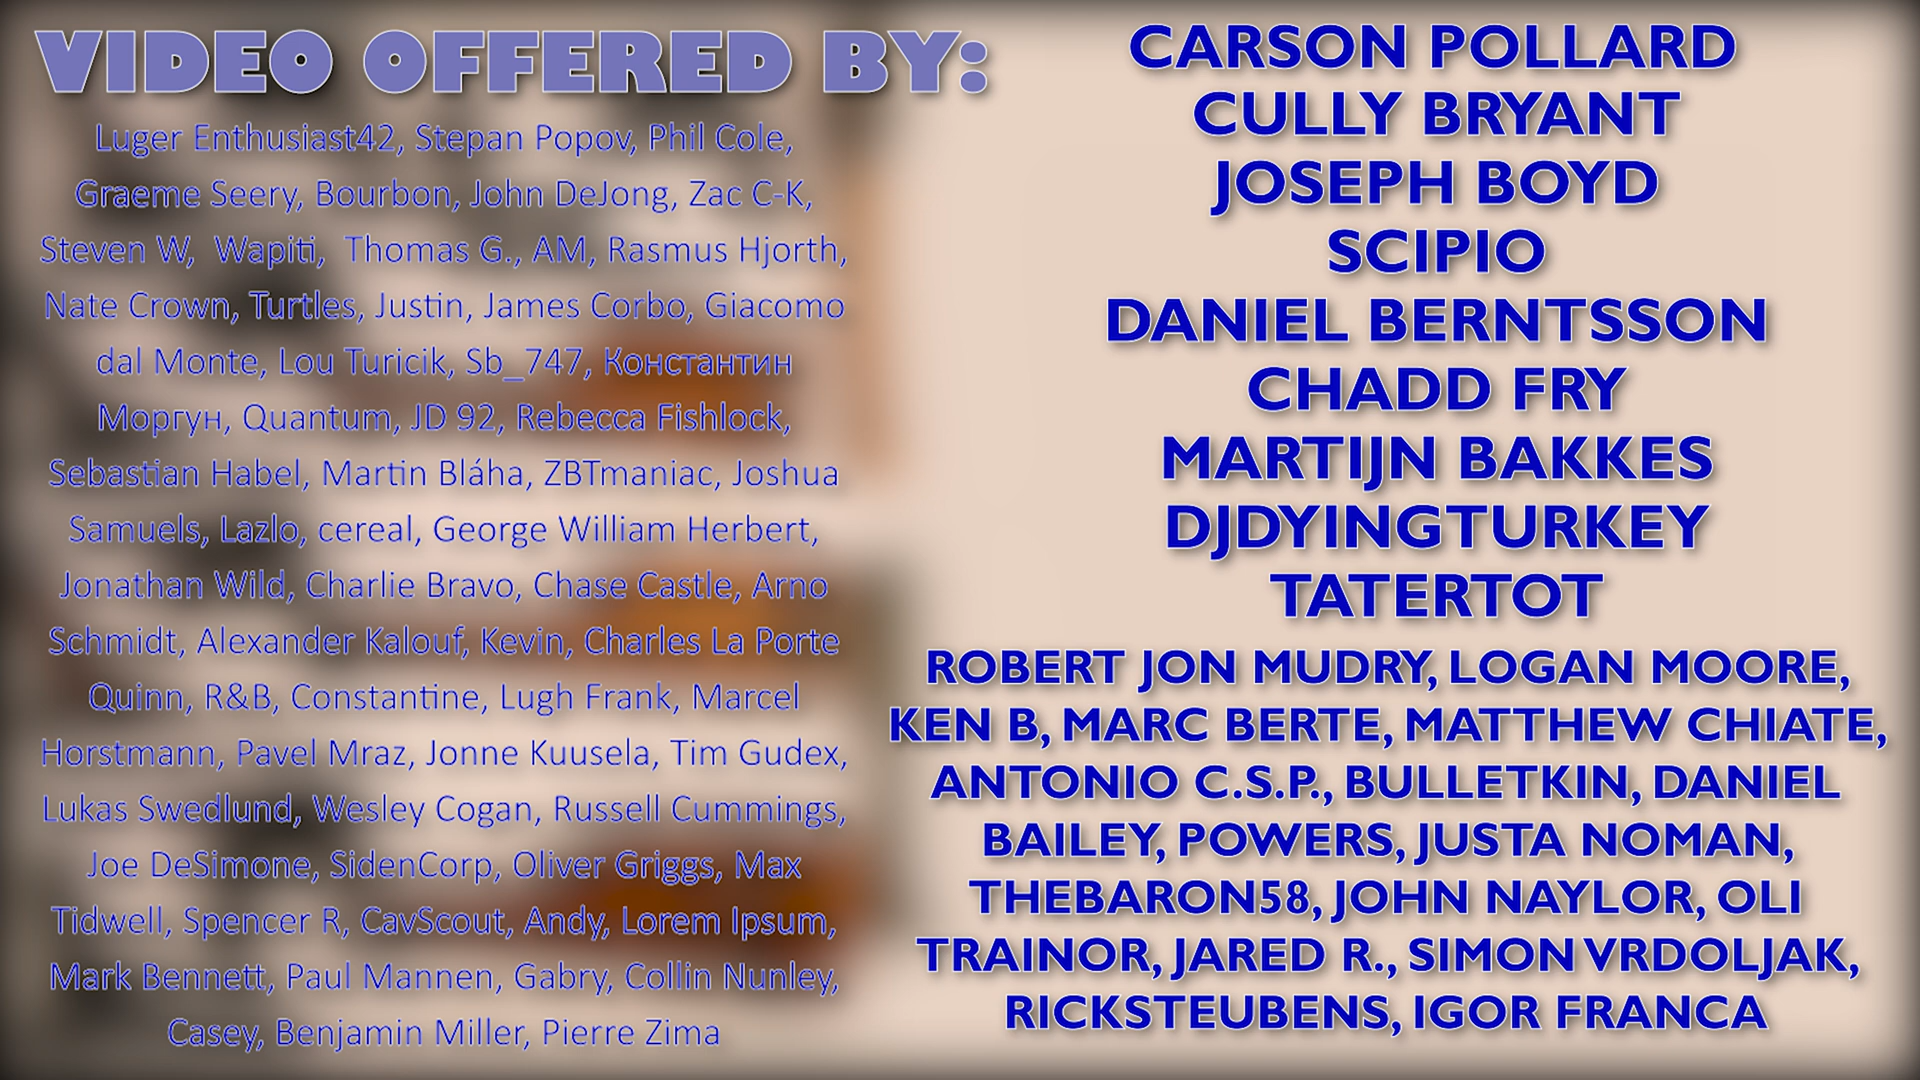 VIDEO OFFERED BY:
Luger Enthusiast42, Stepan Popov, Phil Cole,
Graeme Seery, Bourbon, John DeJong, Zac C-K,
Steven W, Wapiti, Thomas G., AM, Rasmus Hjorth,
Nate Crown, Turtles, Justin, James Corbo, Giacomo
dal Monte, Lou Turicik, Sb_747, Константин
Моргун, Quantum, JD 92, Rebecca Fishlock,
Sebastian Habel, Martin Bláha, ZBTmaniac, Joshua
Samuels, Lazlo, cereal, George William Herbert,
Jonathan Wild, Charlie Bravo, Chase Castle, Arno
Schmidt, Alexander Kalouf, Kevin, Charles La Porte
Quinn, R&B, Constantine, Lugh Frank, Marcel
Horstmann, Pavel Mraz, Jonne Kuusela, Tim Gudex,
Lukas Swedlund, Wesley Cogan, Russell Cummings,
Joe DeSimone, SidenCorp, Oliver Griggs, Max
Tidwell, Spencer R, CavScout, Andy, Lorem Ipsum,
Mark Bennett, Paul Mannen, Gabry, Collin Nunley,
Casey, Benjamin Miller, Pierre Zima
CARSON POLLARD
CULLY BRYANT
JOSEPH BOYD
SCIPIO
DANIEL BERNTSSON
CHADD FRY
MARTIJN BAKKES
DJDYINGTURKEY
TATERTOT
ROBERT JON MUDRY, LOGAN MOORE,
KEN B, MARC BERTE, MATTHEW CHIATE,
ANTONIO C.S.P., BULLETKIN, DANIEL
BAILEY, POWERS, JUSTA NOMAN,
THEBARON58, JOHN NAYLOR, OLI
TRAINOR, JARED R., SIMON VRDOLJAK,
RICKSTEUBENS, IGOR FRANCA